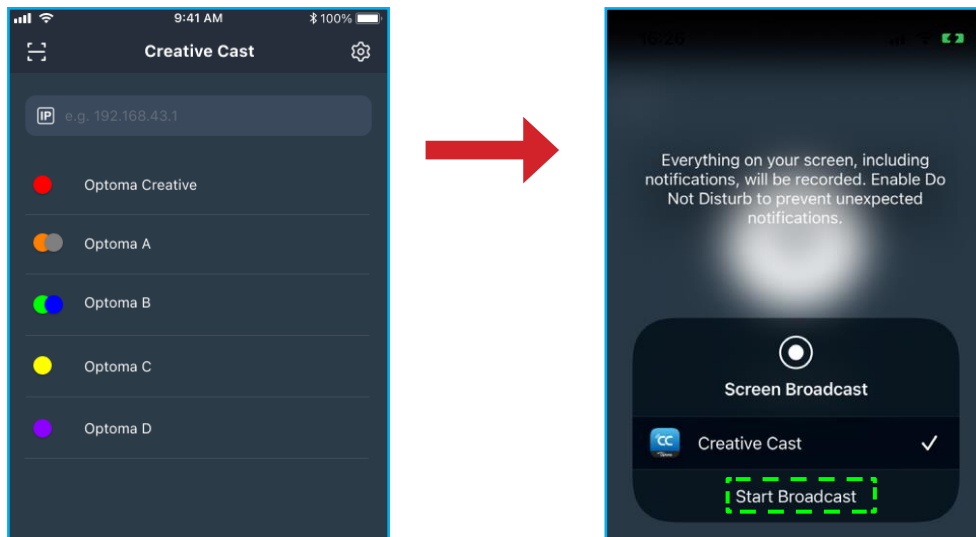 9:41 AM
100%
Creative Cast
IP e.g. 192.168.43.1
Optoma Creative
Optoma A
Optoma B
Optoma C
Optoma D
Everything on your screen, including
notifications, will be recorded. Enable Do
Not Disturb to prevent unexpected
notifications.
Screen Broadcast
CC
Creative Cast
Start Broadcast